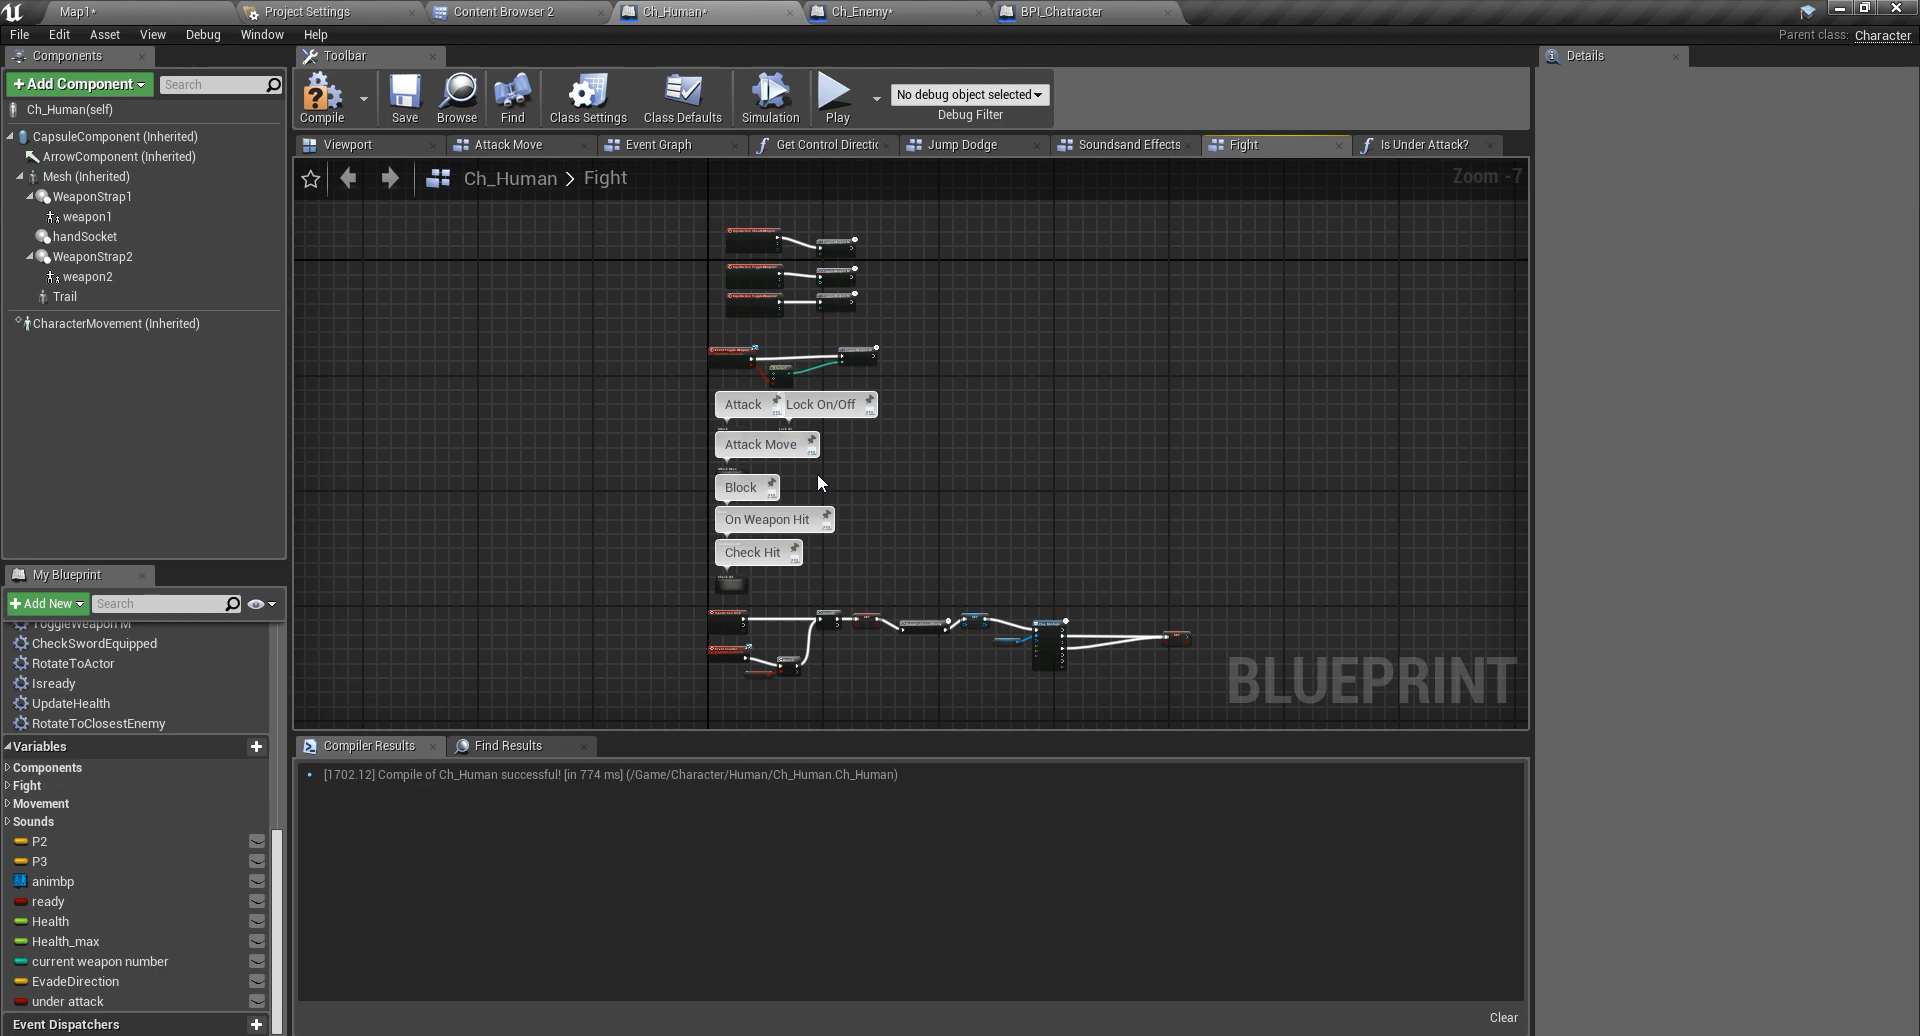 Map1*
Project Settings
Content Browser 2
Ch_Human*
Ch_Enemy*
BPI_Chatracter
File Edit Asset View Debug Window Help
Parent class: Character
Components
Toolbar
Details
+Add Component
Search
Ch_Human(self)
CapsuleComponent (Inherited)
ArrowComponent (Inherited)
Mesh (Inherited)
WeaponStrap1
weapon1
handSocket
WeaponStrap2
weapon2
Trail
CharacterMovement (Inherited)
Compile
Save
Browse
Find
Class Settings
Class Defaults
Simulation
Play
No debug object selected
Debug Filter
Viewport
Attack Move
Event Graph
Get Control Directic
Jump Dodge
Soundsand Effects
Fight
Is Under Attack?
Ch_Human > Fight
Zoom -7
Attack
Lock On/Off
Attack Move
Block
On Weapon Hit
Check Hit
BLUEPRINT
My Blueprint
+Add New
Search
ToggleWeapon M
CheckSwordEquipped
RotateToActor
Isready
UpdateHealth
RotateToClosestEnemy
Variables
Components
Fight
Movement
Sounds
P2
P3
animbp
ready
Health
Health_max
current weapon number
EvadeDirection
under attack
Event Dispatchers
Compiler Results
Find Results
[1702.12] Compile of Ch_Human successful! [in 774 ms] (/Game/Character/Human/Ch_Human.Ch_Human)
Clear